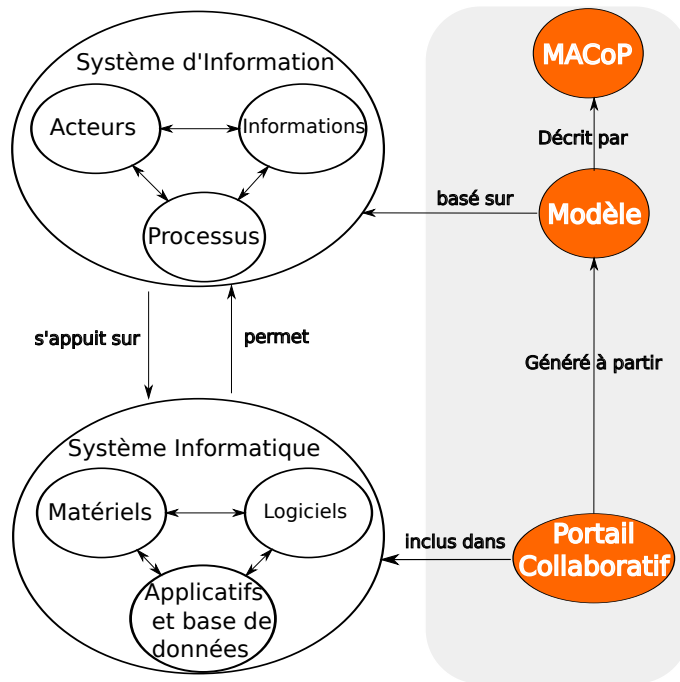 Système d'Information
Acteurs
Informations
Processus
s'appuit sur
permet
Système Informatique
Matériels
Logiciels
Applicatifs
et base de
données
MACoP
Décrit par
basé sur
Modèle
Généré à partir
inclus dans
Portail
Collaboratif